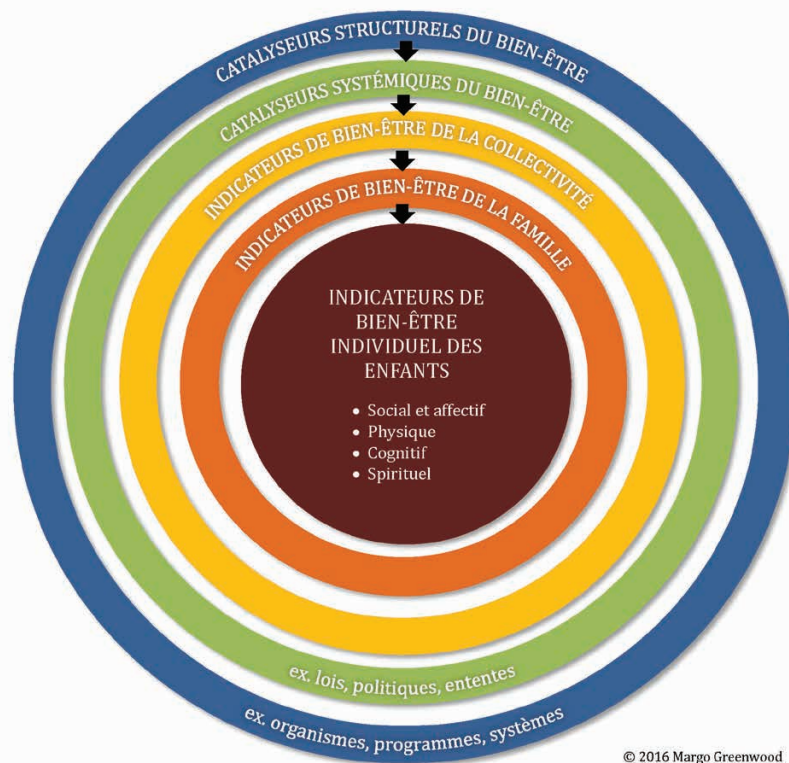 CATALYSEURS STRUCTURELS DU BIEN-ÊTRE
CATALYSEURS SYSTÉMIQUES DU BIEN-ÊTRE
INDICATEURS DE BIEN-ÊTRE DE LA COLLECTIVITÉ
INDICATEURS DE BIEN-ÊTRE DE LA FAMILLE
INDICATEURS DE
BIEN-ÊTRE
INDIVIDUEL DES
ENFANTS
• Social et affectif
• Physique
• Cognitif
• Spirituel
ex. lois, politiques, ententes
ex. organismes, programmes, systèmes
© 2016 Margo Greenwood